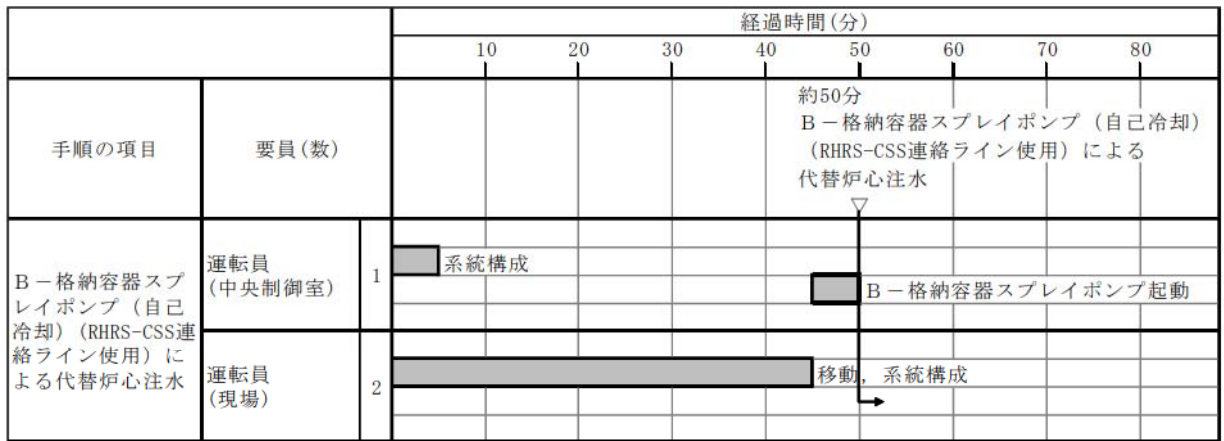 経過時間(分)
10 20 30 40 50 60 70 80
手順の項目
要員(数)
約50分
B－格納容器スプレイポンプ（自己冷却）
（RHRS-CSS連絡ライン使用）による
代替炉心注水
▽
B－格納容器スプ
レイポンプ（自己
冷却）(RHRS-CSS連
絡ライン使用）に
よる代替炉心注水
運転員
(中央制御室)
1
系統構成
B－格納容器スプレイポンプ起動
運転員
(現場)
2
移動，系統構成